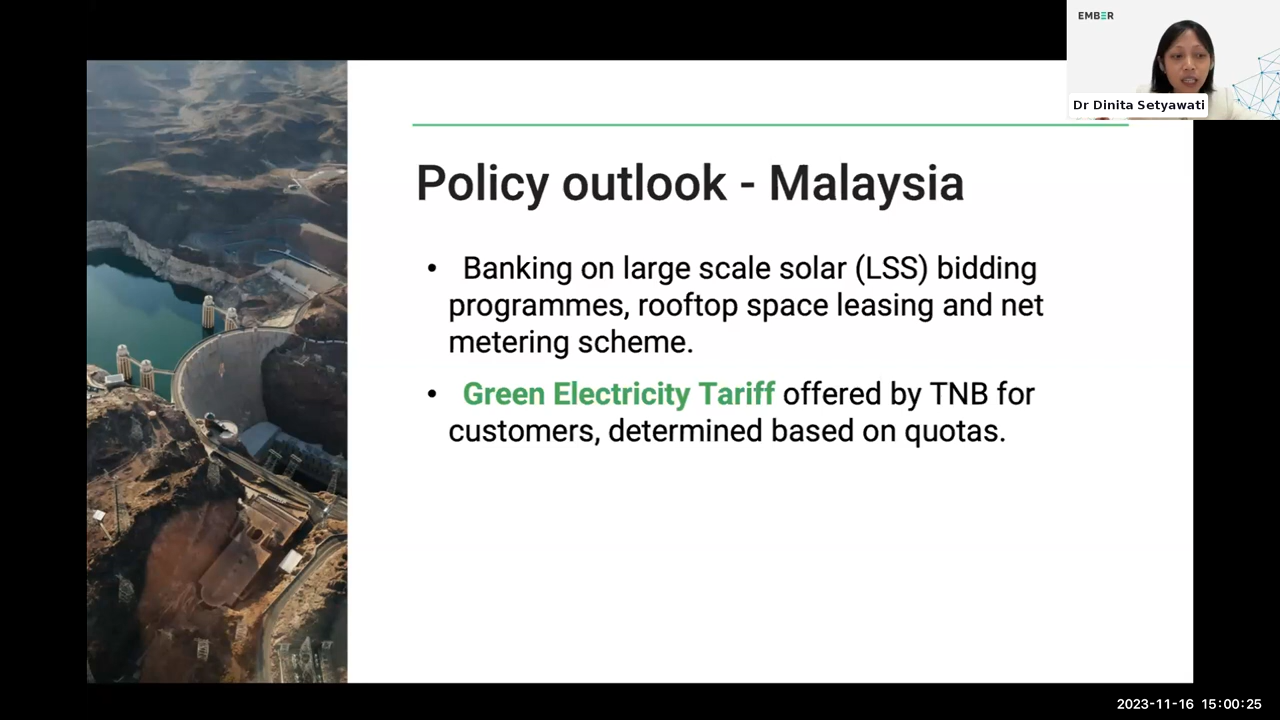 EMBER
Dr Dinita Setyawati
Policy outlook - Malaysia
• Banking on large scale solar (LSS) bidding
programmes, rooftop space leasing and net
metering scheme.
• Green Electricity Tariff offered by TNB for
customers, determined based on quotas.
2023-11-16 15:00:25